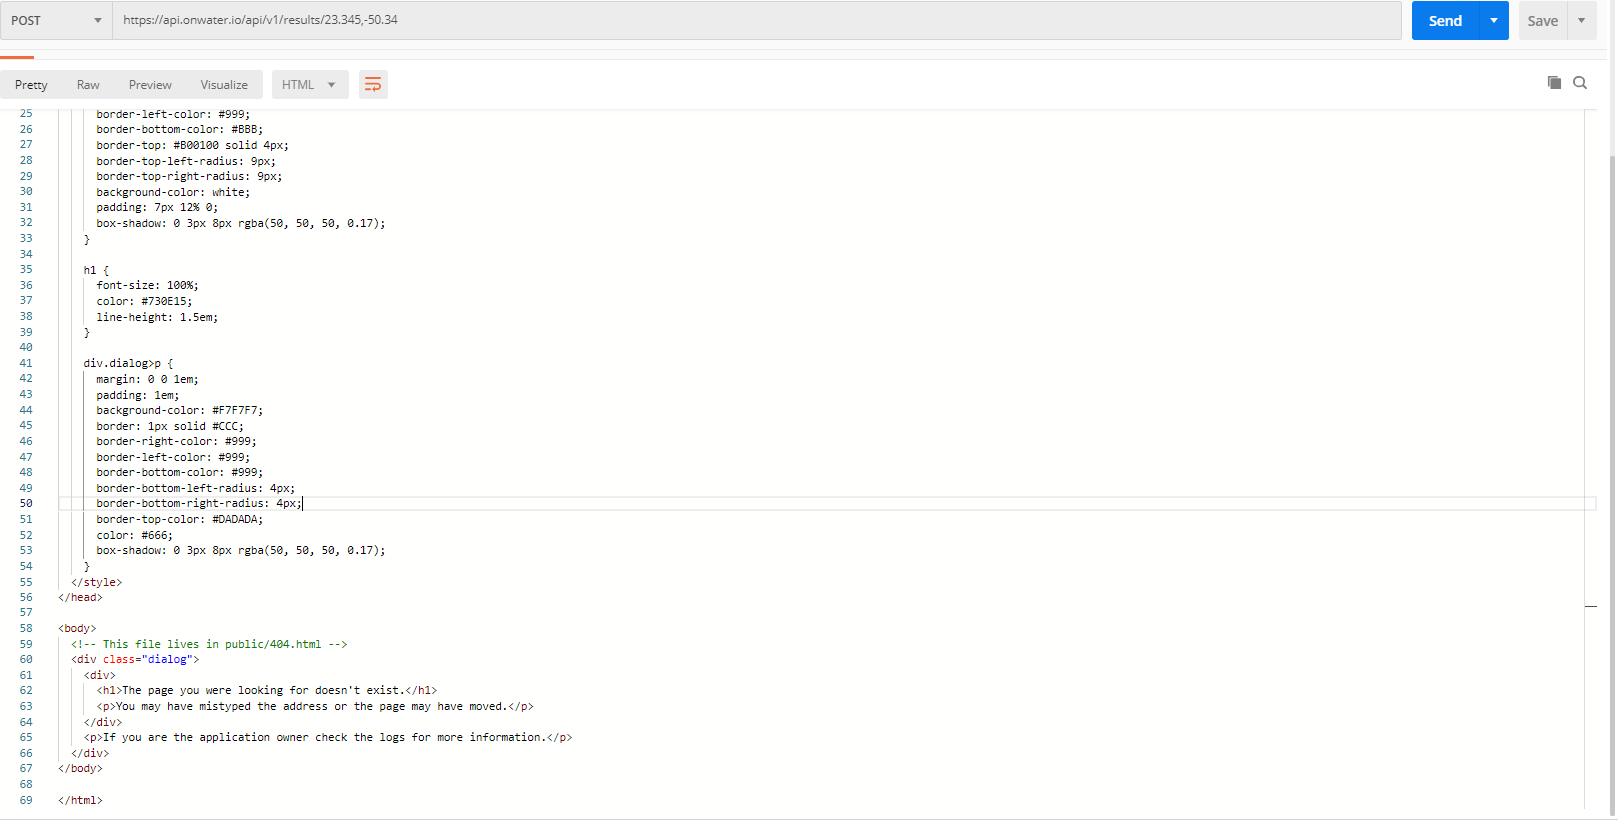 POST https://api.onwater.io/api/v1/results/23.345,-50.34 Send Save
Pretty Raw Preview Visualize HTML
25 border-left-color: #999;
26 border-bottom-color: #BBB;
27 border-top: #B00100 solid 4px;
28 border-top-left-radius: 9px;
29 border-top-right-radius: 9px;
30 background-color: white;
31 padding: 7px 12% 0;
32 box-shadow: 0 3px 8px rgba(50, 50, 50, 0.17);
33 }
34
35 h1 {
36 font-size: 100%;
37 color: #730E15;
38 line-height: 1.5em;
39 }
40
41 div.dialog>p {
42 margin: 0 0 1em;
43 padding: 1em;
44 background-color: #F7F7F7;
45 border: 1px solid #CCC;
46 border-right-color: #999;
47 border-left-color: #999;
48 border-bottom-color: #999;
49 border-bottom-left-radius: 4px;
50 border-bottom-right-radius: 4px;
51 border-top-color: #DADADA;
52 color: #666;
53 box-shadow: 0 3px 8px rgba(50, 50, 50, 0.17);
54 }
55 </style>
56 </head>
57
58 <body>
59 <!-- This file lives in public/404.html -->
60 <div class="dialog">
61 <div>
62 <h1>The page you were looking for doesn't exist.</h1>
63 <p>You may have mistyped the address or the page may have moved.</p>
64 </div>
65 <p>If you are the application owner check the logs for more information.</p>
66 </div>
67 </body>
68
69 </html>